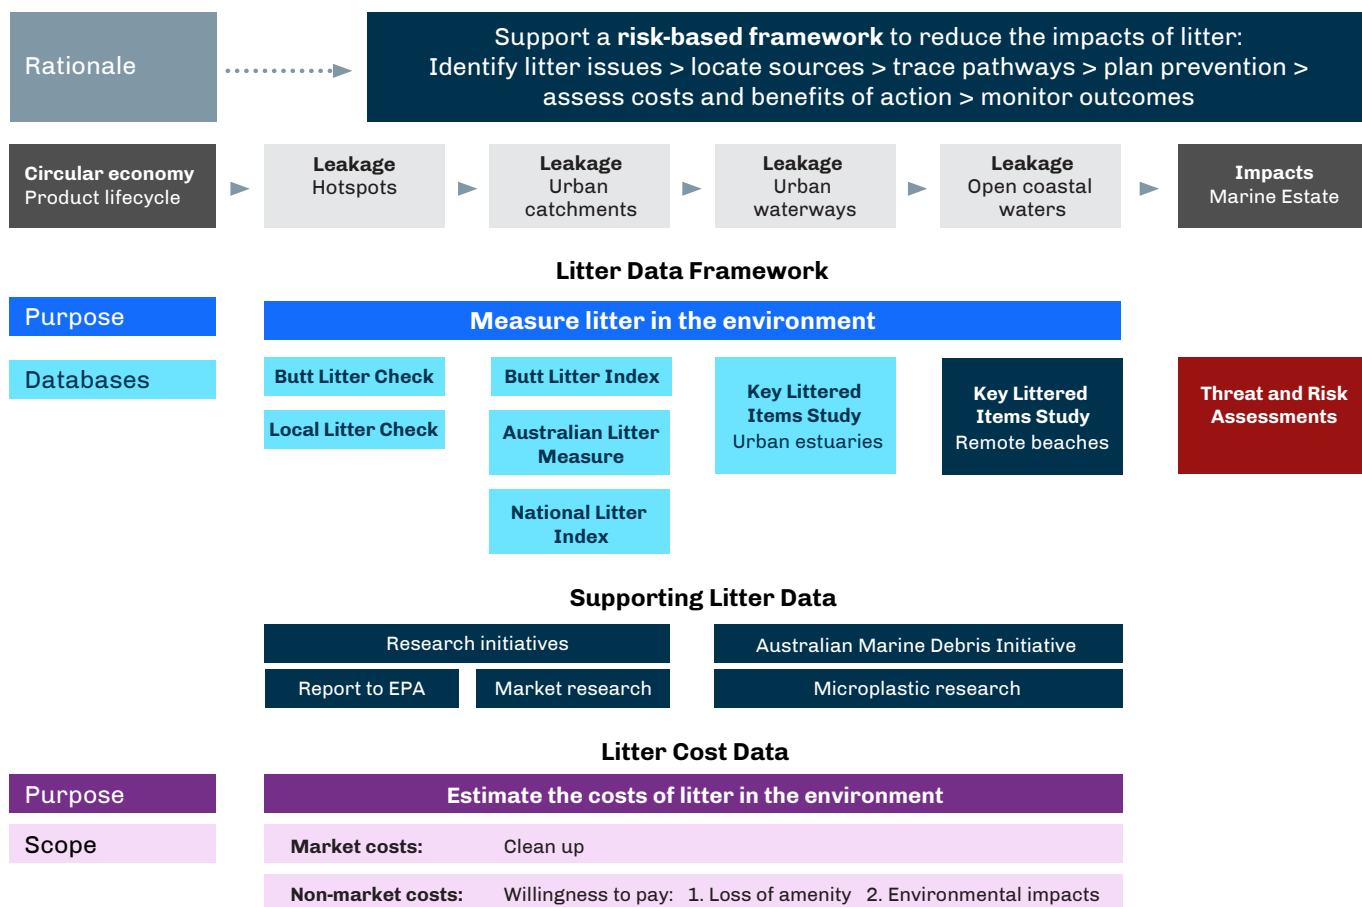 Rationale
Support a risk-based framework to reduce the impacts of litter:
Identify litter issues > locate sources > trace pathways > plan prevention >
assess costs and benefits of action > monitor outcomes
Circular economy
Product lifecycle
Leakage
Hotspots
Leakage
Urban
catchments
Leakage
Urban
waterways
Leakage
Open coastal
waters
Impacts
Marine Estate
Litter Data Framework
Purpose
Measure litter in the environment
Databases
Butt Litter Check
Local Litter Check
Butt Litter Index
Australian Litter
Measure
National Litter
Index
Key Littered
Items Study
Urban estuaries
Key Littered
Items Study
Remote beaches
Threat and Risk
Assessments
Supporting Litter Data
Research initiatives
Australian Marine Debris Initiative
Report to EPA
Market research
Microplastic research
Litter Cost Data
Purpose
Estimate the costs of litter in the environment
Scope
Market costs: Clean up
Non-market costs: Willingness to pay: 1. Loss of amenity 2. Environmental impacts